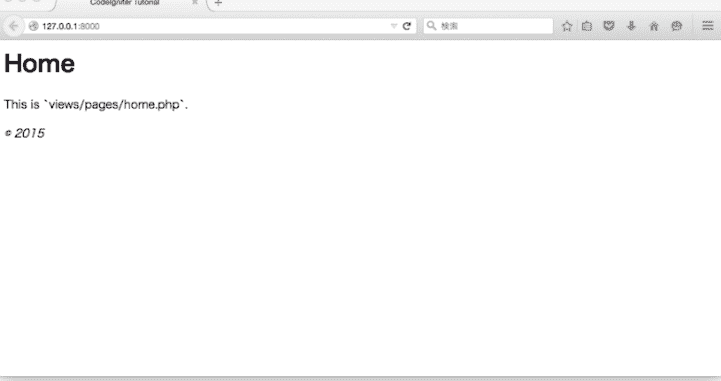 CodeIgniter Tutorial
127.0.0.1:8000
検索
Home
This is `views/pages/home.php`.
© 2015